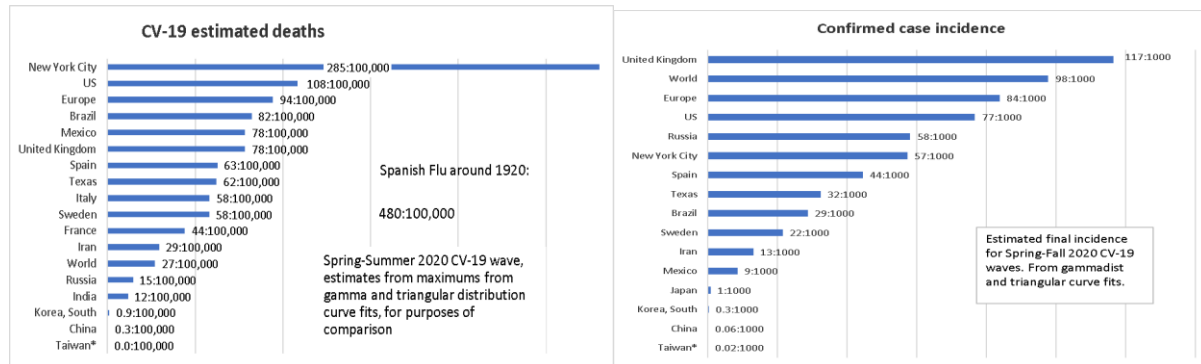 CV-19 estimated deaths
New York City 285:100,000
US 108:100,000
Europe 94:100,000
Brazil 82:100,000
Mexico 78:100,000
United Kingdom 78:100,000
Spain 63:100,000
Texas 62:100,000
Italy 58:100,000
Sweden 58:100,000
France 44:100,000
Iran 29:100,000
World 27:100,000
Russia 15:100,000
India 12:100,000
Korea, South 0.9:100,000
China 0.3:100,000
Taiwan* 0.0:100,000
Spanish Flu around 1920:
480:100,000
Spring-Summer 2020 CV-19 wave,
estimates from maximums from
gamma and triangular distribution
curve fits, for purposes of
comparison
Confirmed case incidence
United Kingdom 117:1000
World 98:1000
Europe 84:1000
US 77:1000
Russia 58:1000
New York City 57:1000
Spain 44:1000
Texas 32:1000
Brazil 29:1000
Sweden 22:1000
Iran 13:1000
Mexico 9:1000
Japan 1:1000
Korea, South 0.3:1000
China 0.06:1000
Taiwan* 0.02:1000
Estimated final incidence
for Spring-Fall 2020 CV-19
waves. From gammadist
and triangular curve fits.